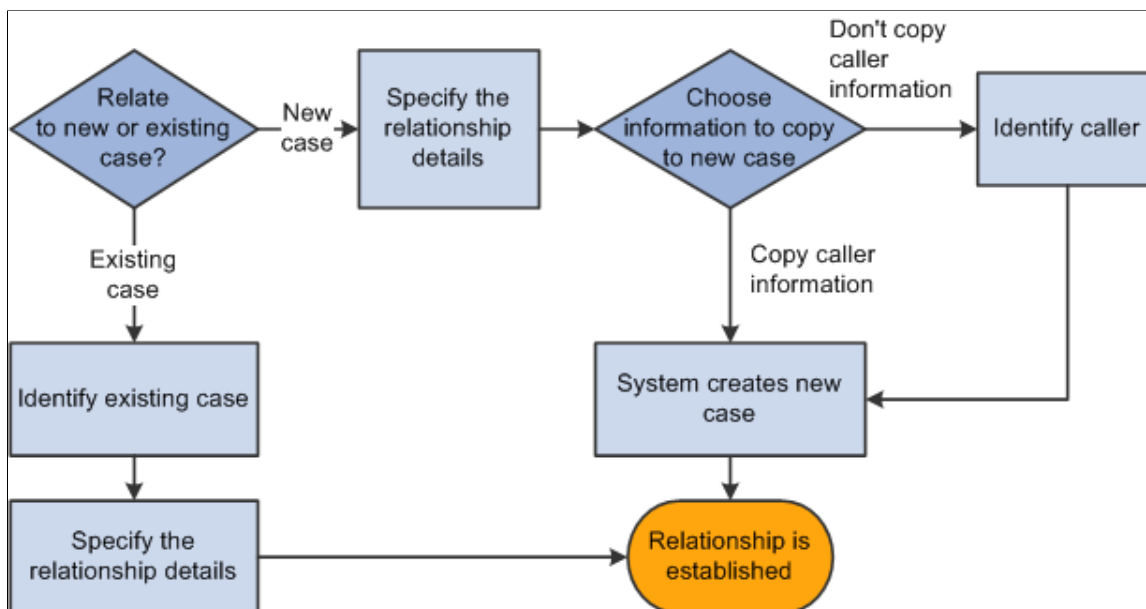 Relate
to new or existing
case?
New
case
Specify the
relationship
details
Choose
information to copy
to new case
Don't copy
caller
information
Identify caller
Existing
case
Copy caller
information
Identify existing case
System creates new
case
Specify the
relationship details
Relationship is
established